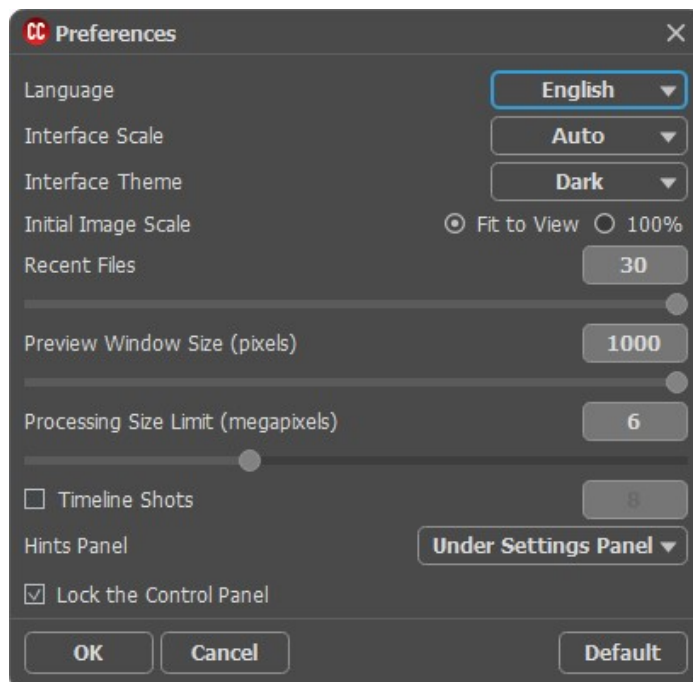 CC Preferences
Language English
Interface Scale Auto
Interface Theme Dark
Initial Image Scale Fit to View 100%
Recent Files 30
Preview Window Size (pixels) 1000
Processing Size Limit (megapixels) 6
Timeline Shots 8
Hints Panel Under Settings Panel
Lock the Control Panel
OK Cancel Default